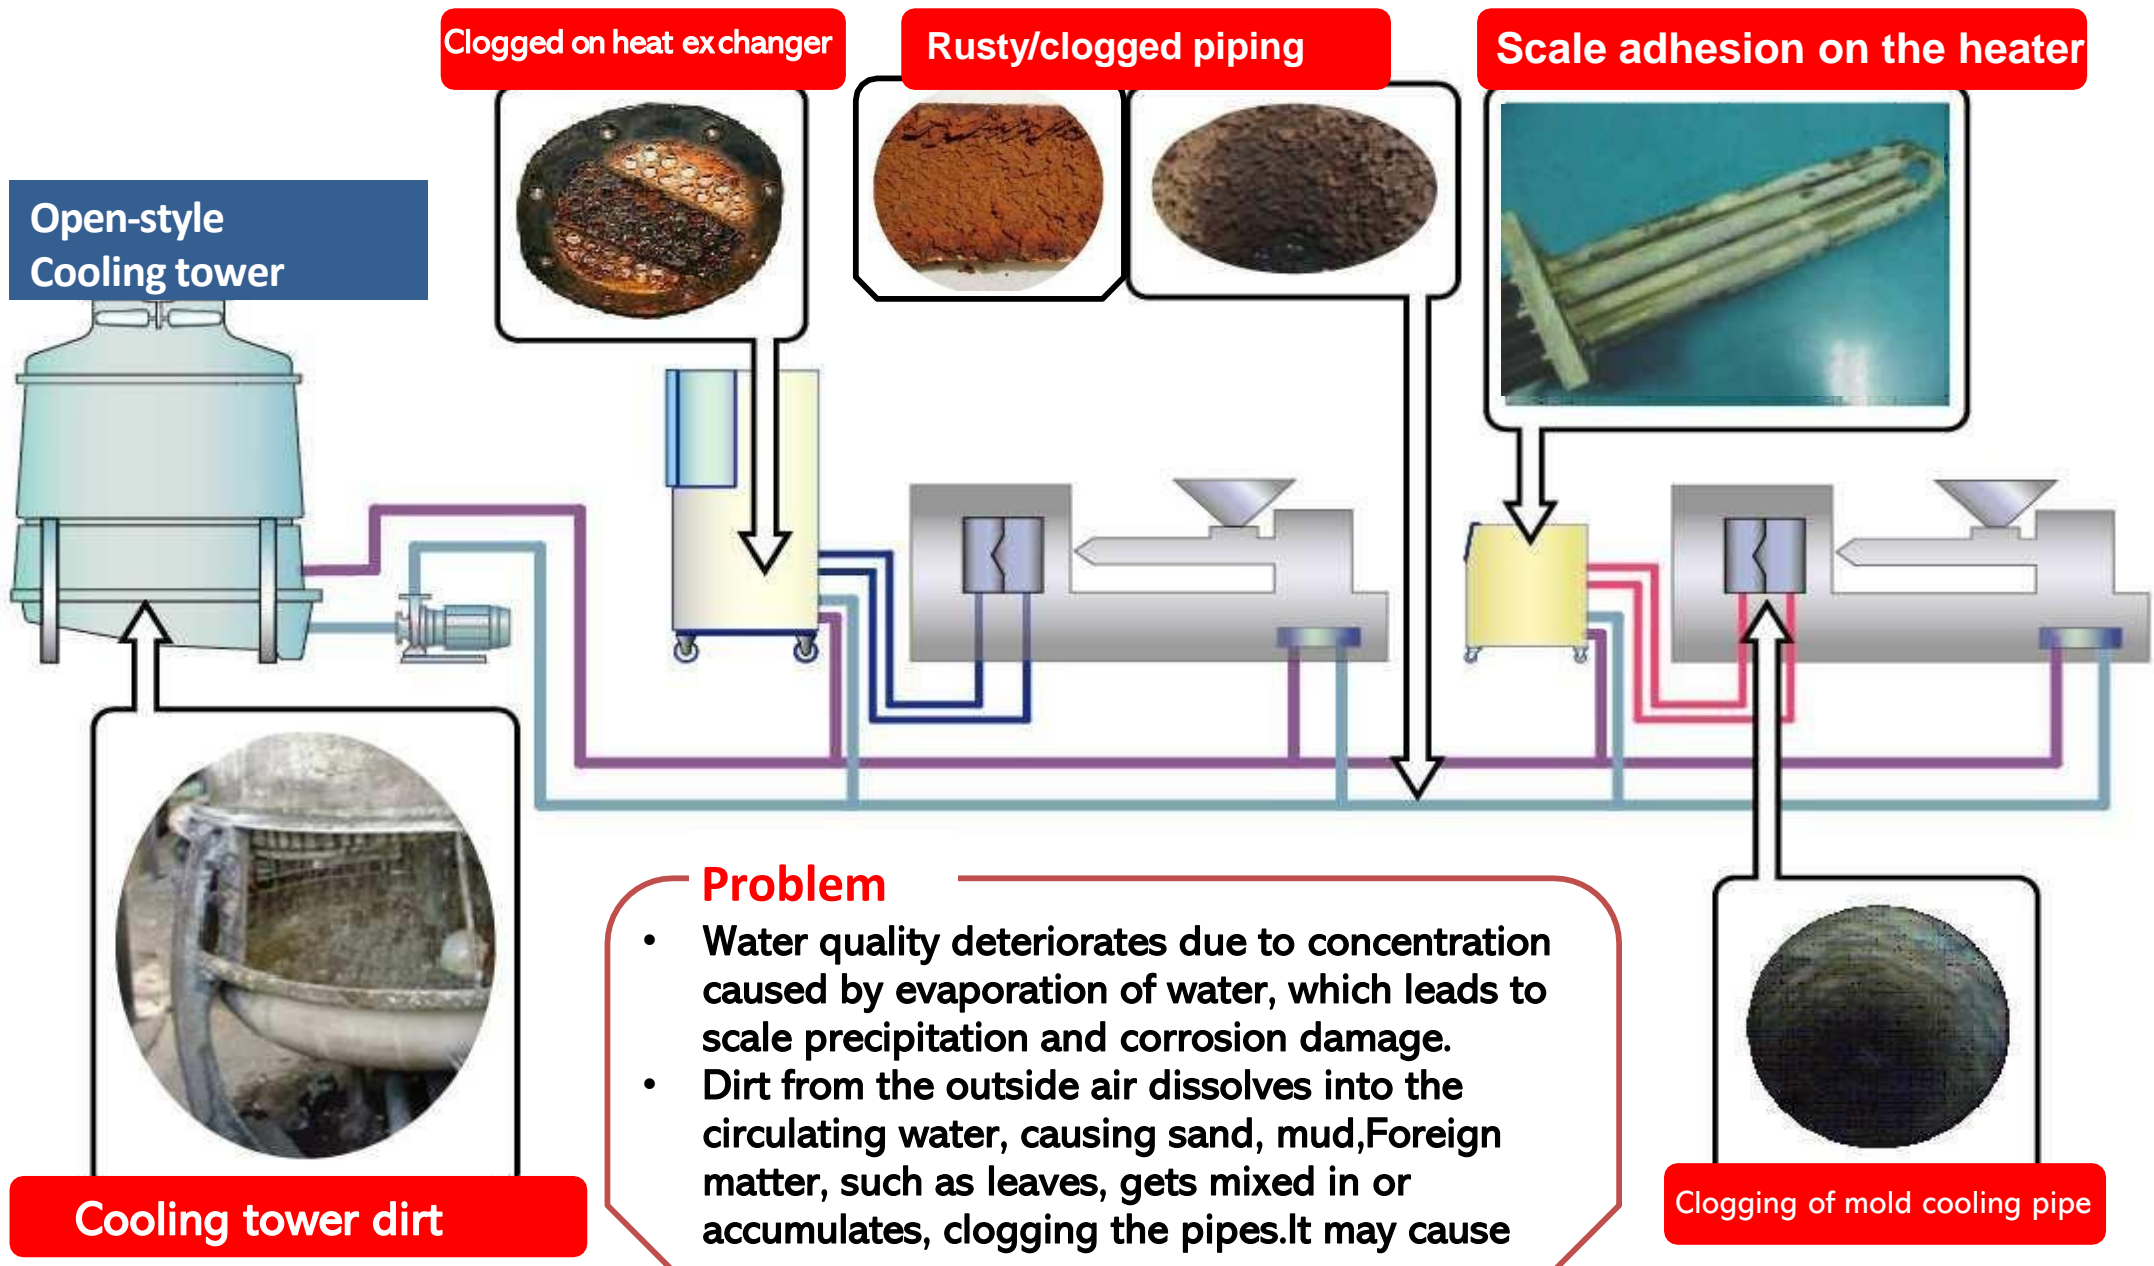 Clogged on heat exchanger
Rusty/clogged piping
Scale adhesion on the heater
Open-style
Cooling tower
Problem
• Water quality deteriorates due to concentration
caused by evaporation of water, which leads to
scale precipitation and corrosion damage.
• Dirt from the outside air dissolves into the
circulating water, causing sand, mud,Foreign
matter, such as leaves, gets mixed in or
accumulates, clogging the pipes.It may cause
Cooling tower dirt
Clogging of mold cooling pipe